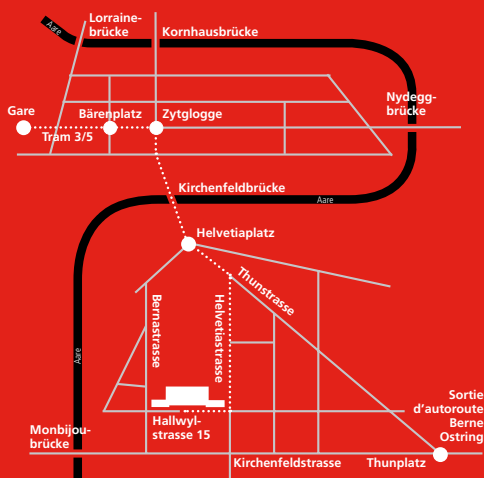 Lorraine-
brücke
Kornhausbrücke
Aare
Nydegg-
brücke
Gare
Bärenplatz
Zytglogge
Tram 3/5
Kirchenfeldbrücke
Aare
Helvetiaplatz
Thunstrasse
Bernastrasse
Helvetiastrasse
Aare
Hallwyl-
strasse 15
Sortie
d'autoroute
Berne
Ostring
Monbijou-
brücke
Kirchenfeldstrasse
Thunplatz